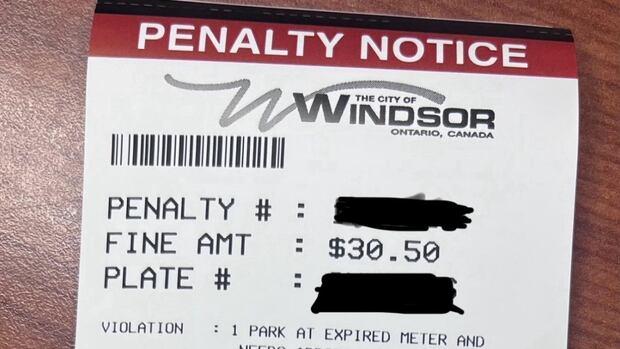 PENALTY NOTICE
THE CITY OF
WINDSOR
ONTARIO, CANADA
PENALTY # :
FINE AMT : $30.50
PLATE # :
VIOLATION : 1 PARK AT EXPIRED METER AND